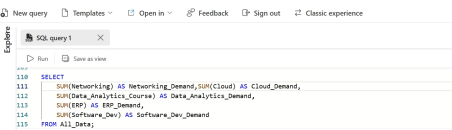 New query Templates Open in Feedback Sign out Classic experience
Explore
SQL query 1
Run Save as view
110 SELECT
111 SUM(Networking) AS Networking_Demand,SUM(Cloud) AS Cloud_Demand,
112 SUM(Data_Analytics_Course) AS Data_Analytics_Demand,
113 SUM(ERP) AS ERP_Demand,
114 SUM(Software_Dev) AS Software_Dev_Demand
115 FROM All_Data;